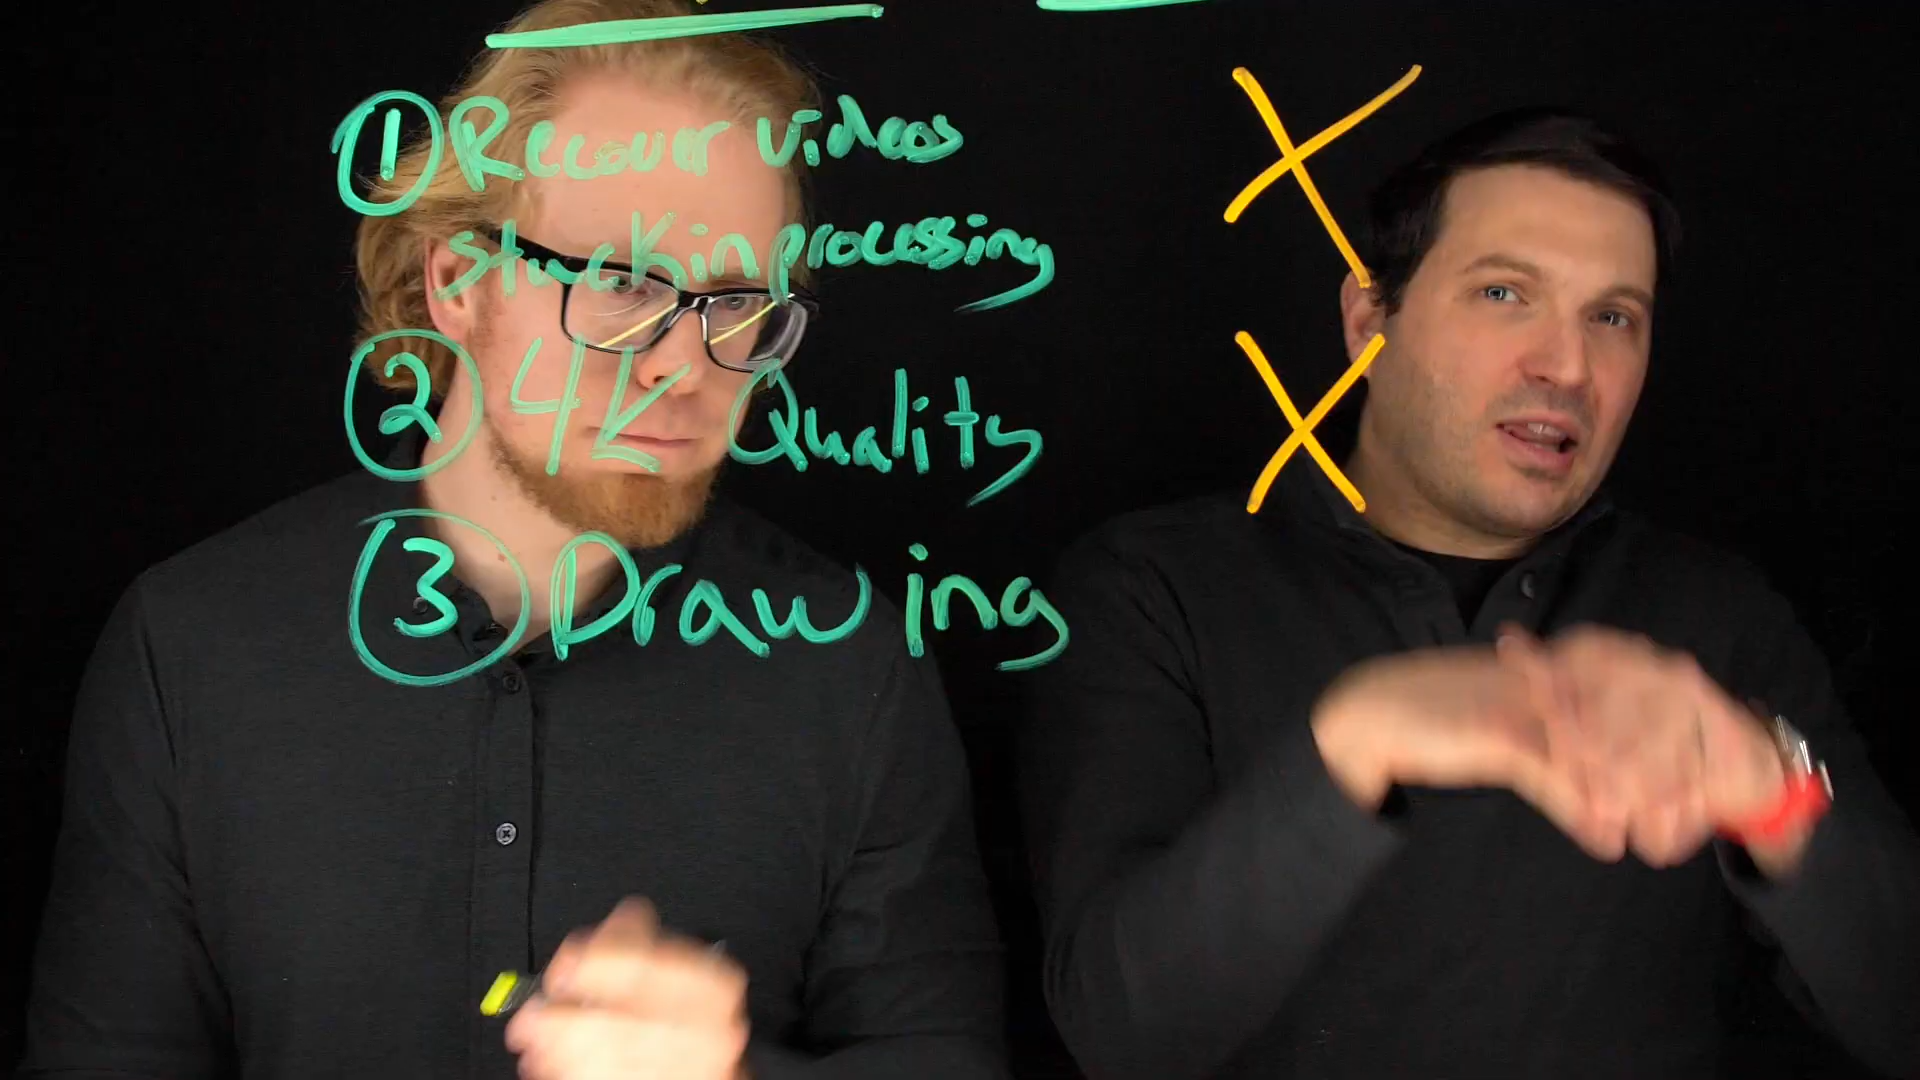 1 Recover videos X
stuck in processing
2 4K Quality X
3 Drawing